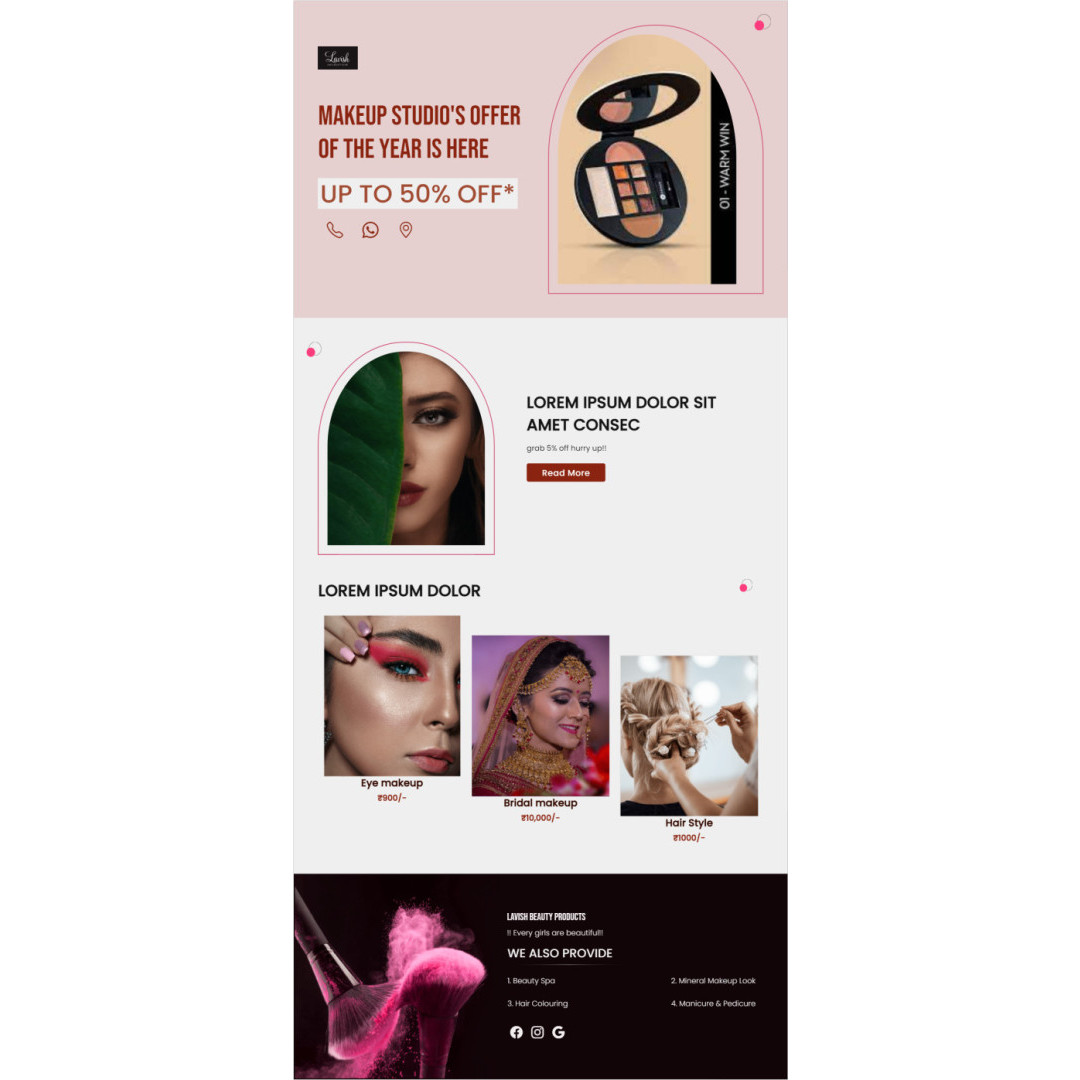 Lavish
MAKEUP STUDIO'S OFFER
OF THE YEAR IS HERE
UP TO 50% OFF*
01 - WARM WIN
LOREM IPSUM DOLOR SIT
AMET CONSEC
grab 5% off hurry up!!
Read More
LOREM IPSUM DOLOR
Eye makeup
₹900/-
Bridal makeup
₹10,000/-
Hair Style
₹1000/-
LAVISH BEAUTY PRODUCTS
!! Every girls are beautiful!!
WE ALSO PROVIDE
1. Beauty Spa
2. Mineral Makeup Look
3. Hair Colouring
4. Manicure & Pedicure